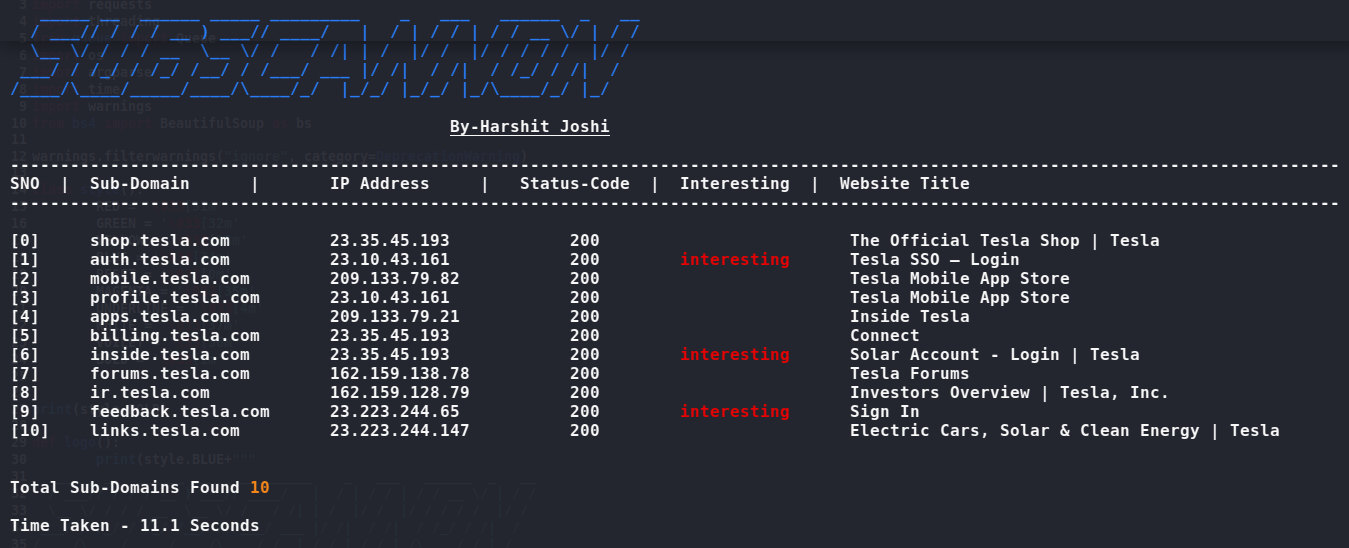 By-Harshit Joshi
SNO | Sub-Domain | IP Address | Status-Code | Interesting | Website Title
[0] shop.tesla.com 23.35.45.193 200 The Official Tesla Shop | Tesla
[1] auth.tesla.com 23.10.43.161 200 interesting Tesla SSO – Login
[2] mobile.tesla.com 209.133.79.82 200 Tesla Mobile App Store
[3] profile.tesla.com 23.10.43.161 200 Tesla Mobile App Store
[4] apps.tesla.com 209.133.79.21 200 Inside Tesla
[5] billing.tesla.com 23.35.45.193 200 Connect
[6] inside.tesla.com 23.35.45.193 200 interesting Solar Account - Login | Tesla
[7] forums.tesla.com 162.159.138.78 200 Tesla Forums
[8] ir.tesla.com 162.159.128.79 200 Investors Overview | Tesla, Inc.
[9] feedback.tesla.com 23.223.244.65 200 interesting Sign In
[10] links.tesla.com 23.223.244.147 200 Electric Cars, Solar & Clean Energy | Tesla
Total Sub-Domains Found 10
Time Taken - 11.1 Seconds